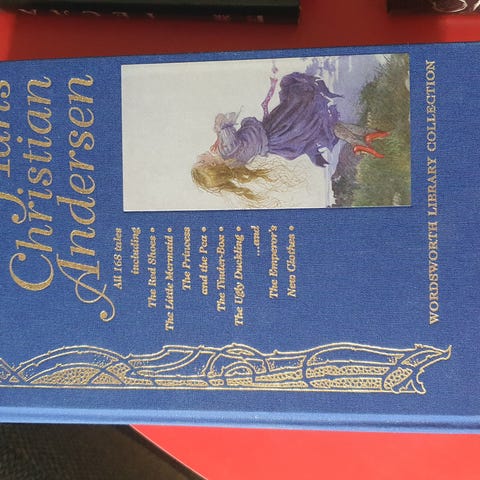 Hans
Christian
Andersen
All 168 tales
including
The Red Shoes •
The Little Mermaid •
The Princess
and the Pea •
The Tinder-Box •
The Ugly Duckling •
...and
The Emperor's
New Clothes •
WORDSWORTH LIBRARY COLLECTION